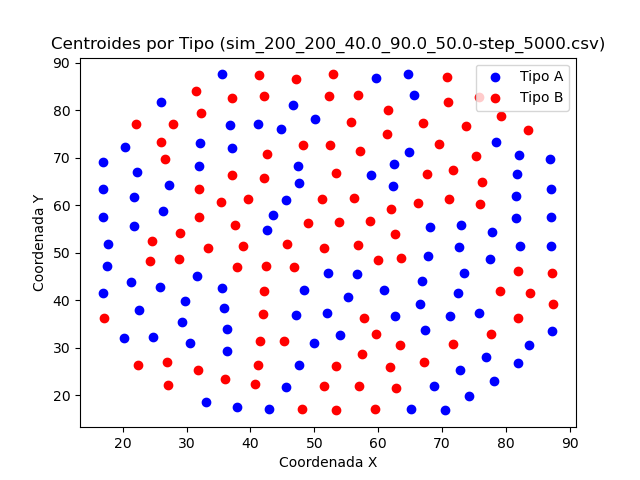 Centroides por Tipo (sim_200_200_40.0_90.0_50.0-step_5000.csv)
Tipo A
Tipo B
90
80
70
60
50
40
30
20
Coordenada Y
20 30 40 50 60 70 80 90
Coordenada X